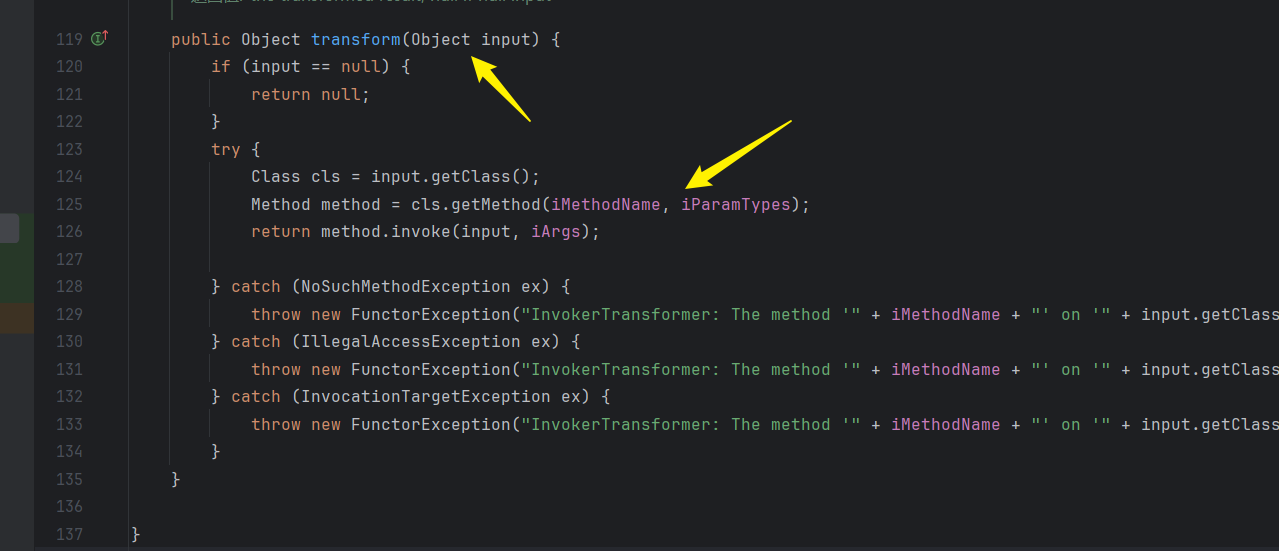 119 public Object transform(Object input) {
120 if (input == null) {
121 return null;
122 }
123 try {
124 Class cls = input.getClass();
125 Method method = cls.getMethod(iMethodName, iParamTypes);
126 return method.invoke(input, iArgs);
127
128 } catch (NoSuchMethodException ex) {
129 throw new FunctorException("InvokerTransformer: The method '" + iMethodName + "' on '" + input.getClass
130 } catch (IllegalAccessException ex) {
131 throw new FunctorException("InvokerTransformer: The method '" + iMethodName + "' on '" + input.getClass
132 } catch (InvocationTargetException ex) {
133 throw new FunctorException("InvokerTransformer: The method '" + iMethodName + "' on '" + input.getClass
134 }
135 }
136
137 }